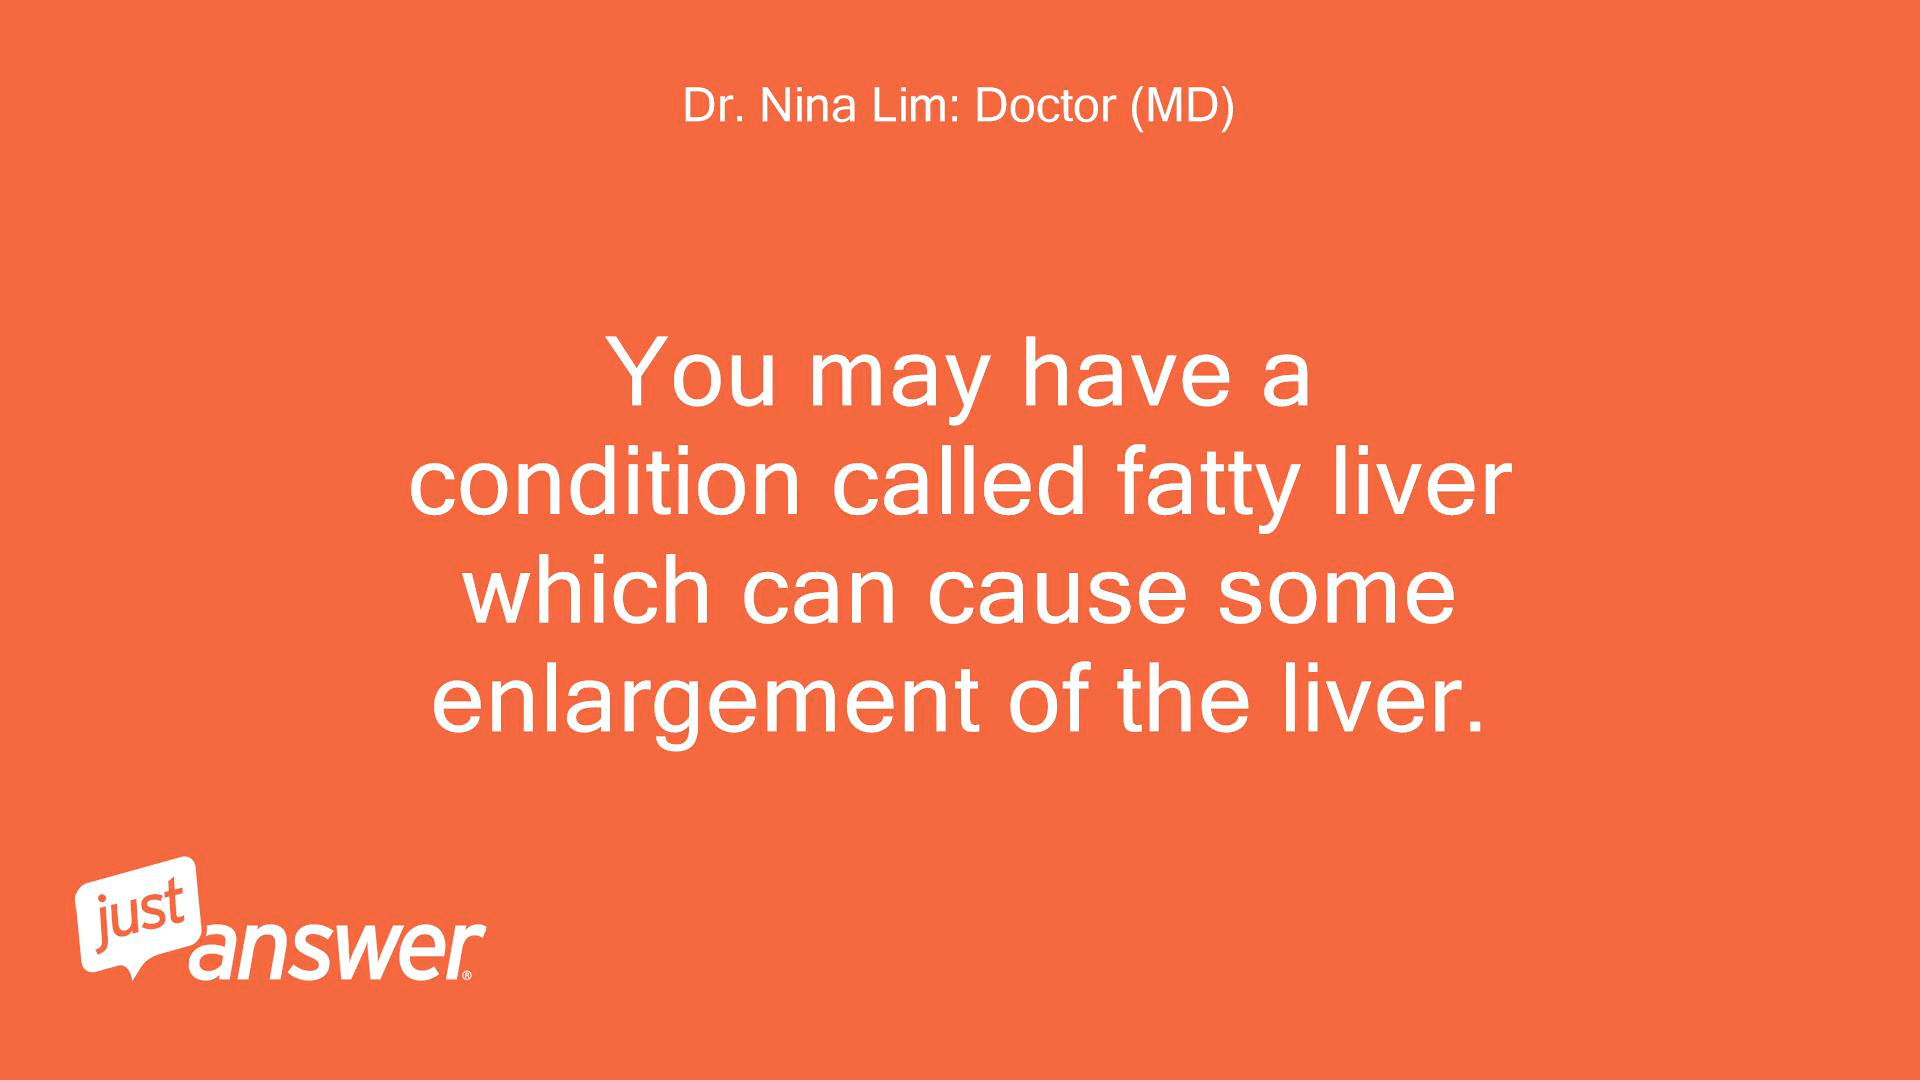 Dr. Nina Lim: Doctor (MD)
You may have a
condition called fatty liver
which can cause some
enlargement of the liver.
just
answer®